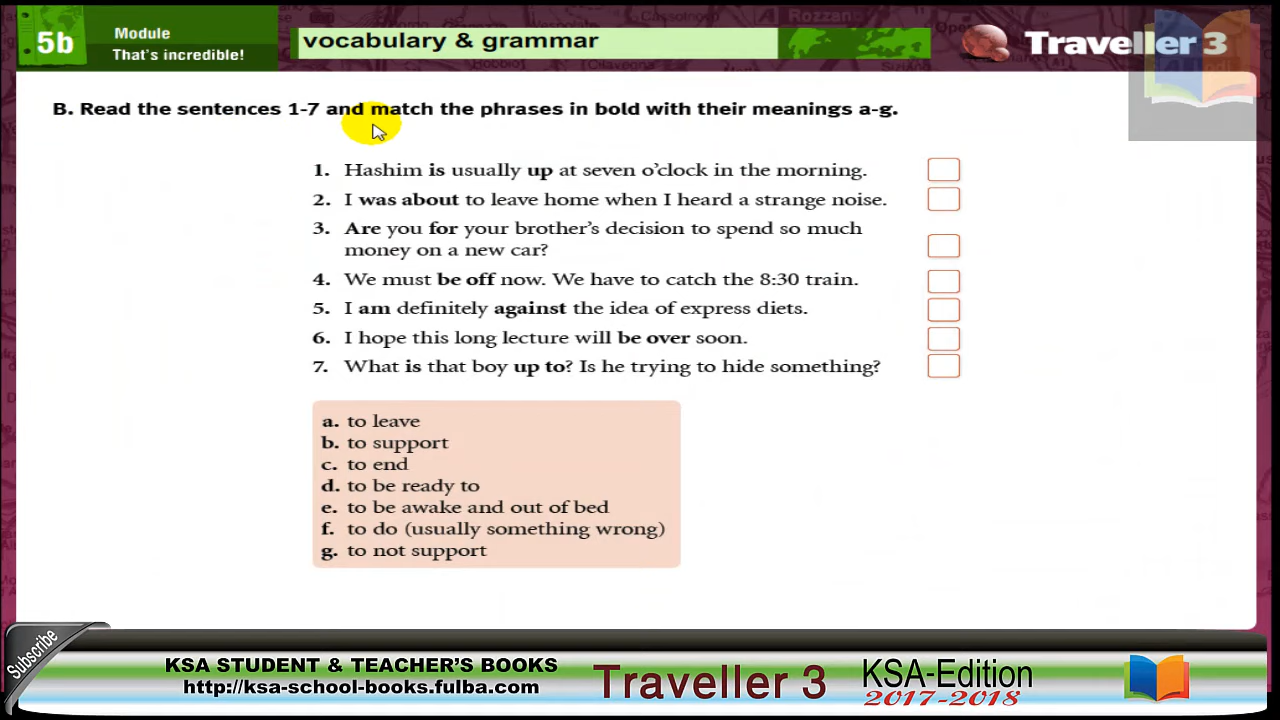 5b
Module
That's incredible!
vocabulary & grammar
Traveller 3
B. Read the sentences 1-7 and match the phrases in bold with their meanings a-g.
1. Hashim is usually up at seven o'clock in the morning.
2. I was about to leave home when I heard a strange noise.
3. Are you for your brother's decision to spend so much
money on a new car?
4. We must be off now. We have to catch the 8:30 train.
5. I am definitely against the idea of express diets.
6. I hope this long lecture will be over soon.
7. What is that boy up to? Is he trying to hide something?
a. to leave
b. to support
c. to end
d. to be ready to
e. to be awake and out of bed
f. to do (usually something wrong)
g. to not support
Subscribe
KSA STUDENT & TEACHER'S BOOKS
http://ksa-school-books.fulba.com
Traveller 3
KSA-Edition
2017-2018